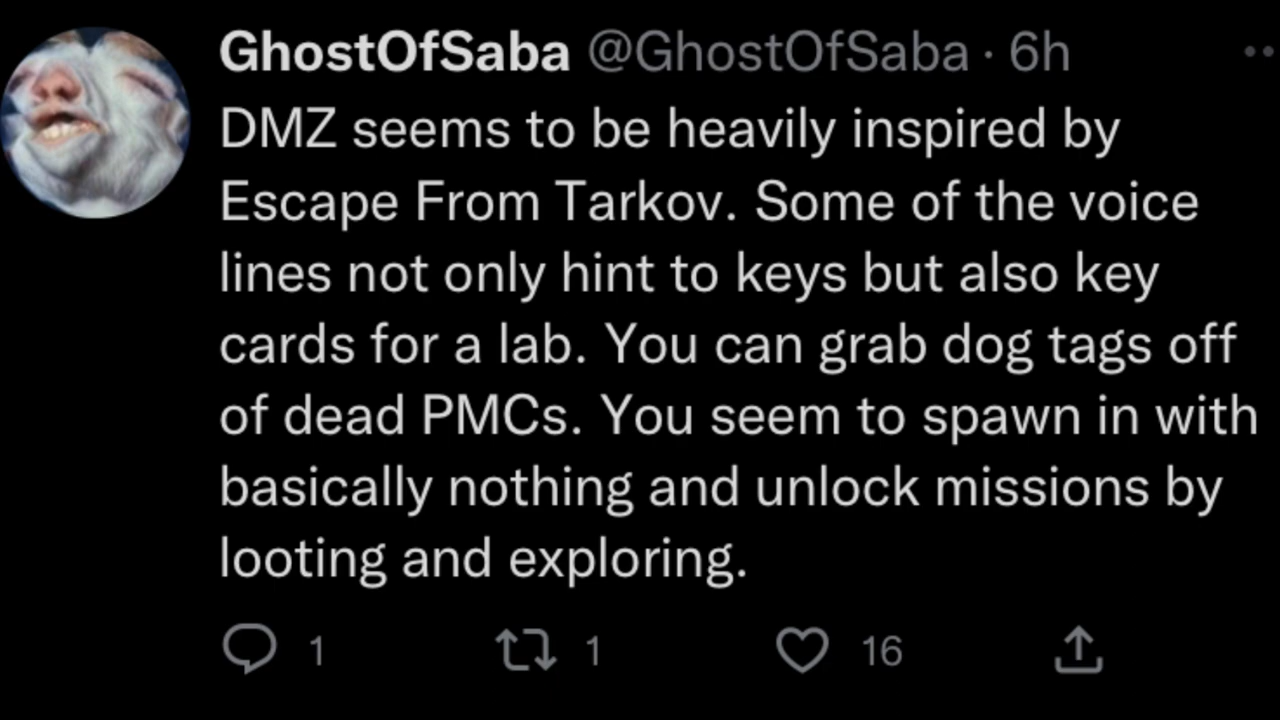 GhostOfSaba @GhostOfSaba · 6h
DMZ seems to be heavily inspired by
Escape From Tarkov. Some of the voice
lines not only hint to keys but also key
cards for a lab. You can grab dog tags off
of dead PMCs. You seem to spawn in with
basically nothing and unlock missions by
looting and exploring.
1 1 16